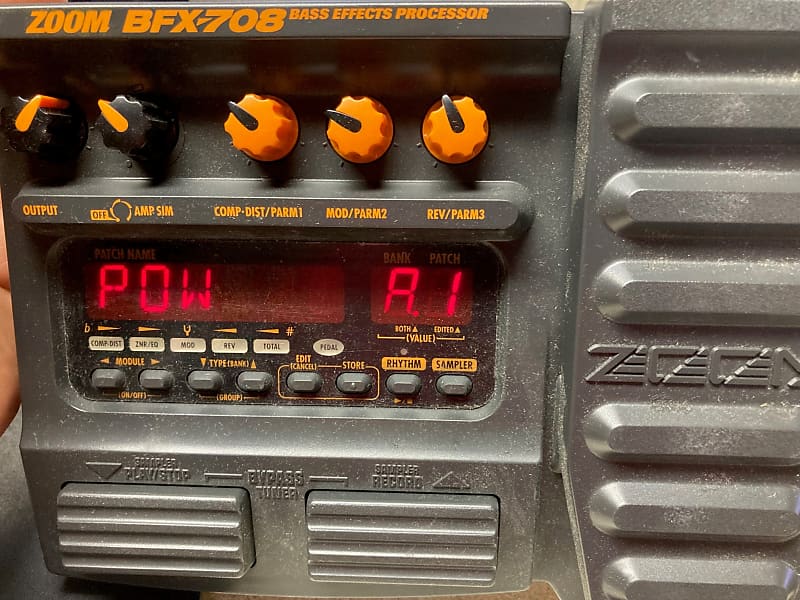 ZOOM BFX-708 BASS EFFECTS PROCESSOR
OUTPUT OFF AMP SIM COMP-DIST/PARM1 MOD/PARM2 REV/PARM3
PATCH NAME BANK PATCH
POW A.1
BOTH▲ EDITED▲
(VALUE)
b #
COMP-DIST ZNR/EQ MOD REV TOTAL PEDAL
◄ MODULE ► ▼ TYPE(BANK) ▲ EDIT STORE RHYTHM SAMPLER
(CANCEL)
(ON/OFF) (GROUP)
ZOOM
SAMPLER SAMPLER
PLAY/STOP BYPASS RECORD
TUNER